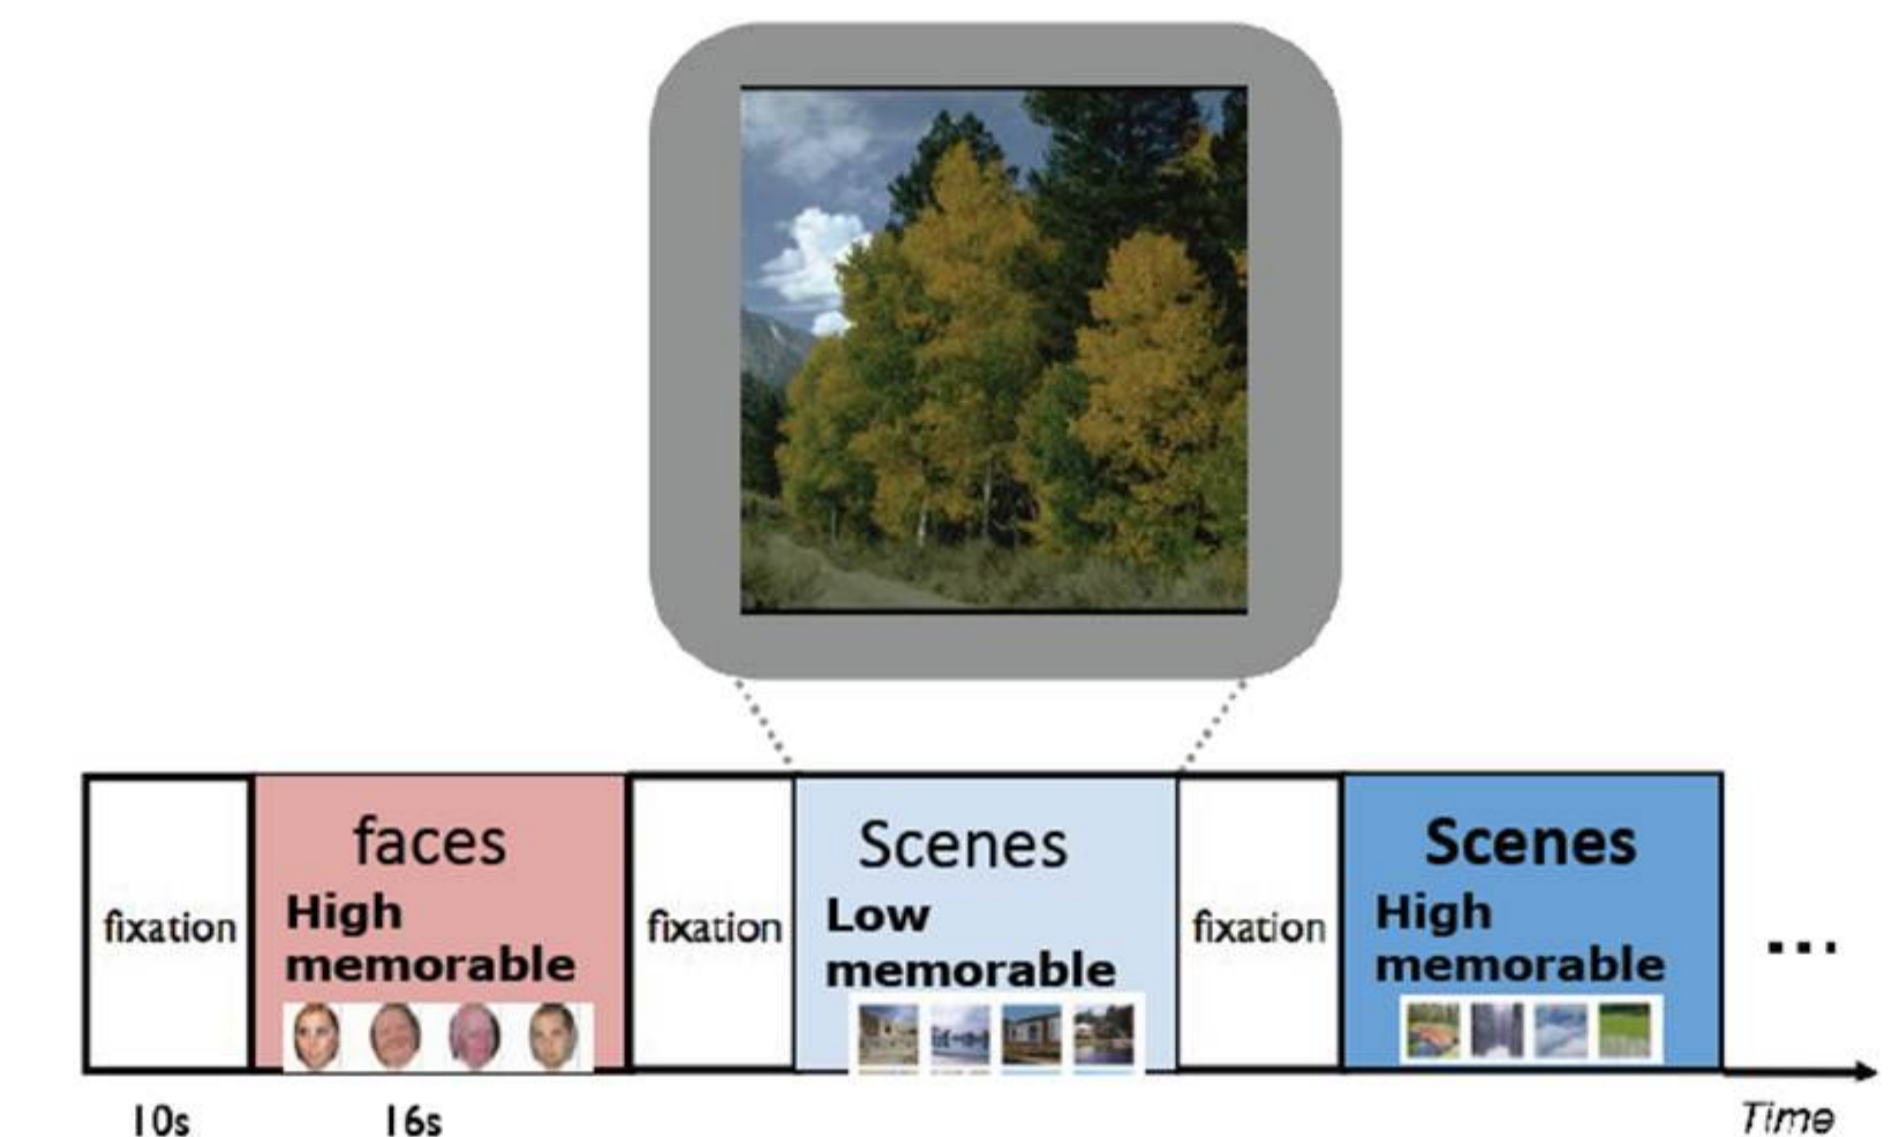 fixation
faces
High
memorable
fixation
Scenes
Low
memorable
fixation
Scenes
High
memorable
...
10s
16s
Time